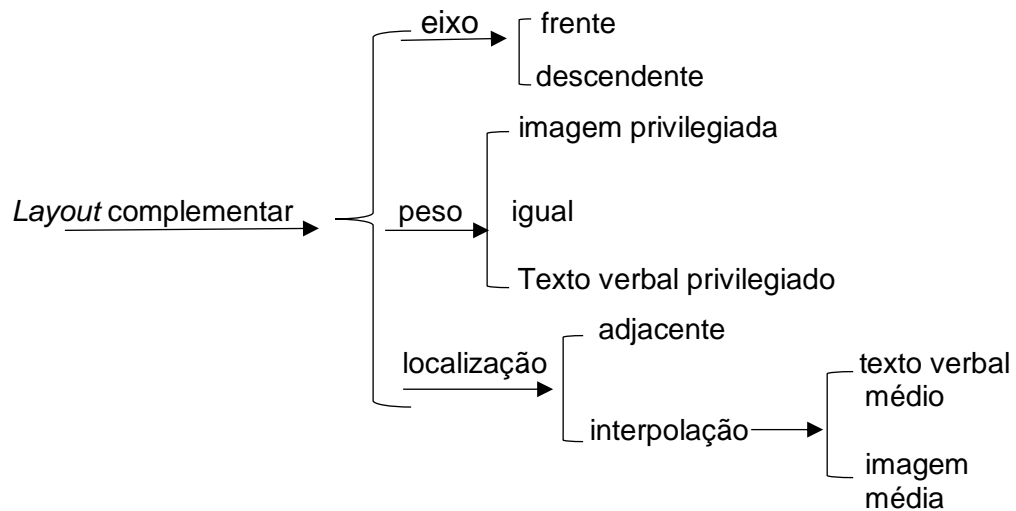 eixo
frente
descendente
imagem privilegiada
Layout complementar
peso
igual
Texto verbal privilegiado
adjacente
localização
texto verbal
médio
interpolação
imagem
média